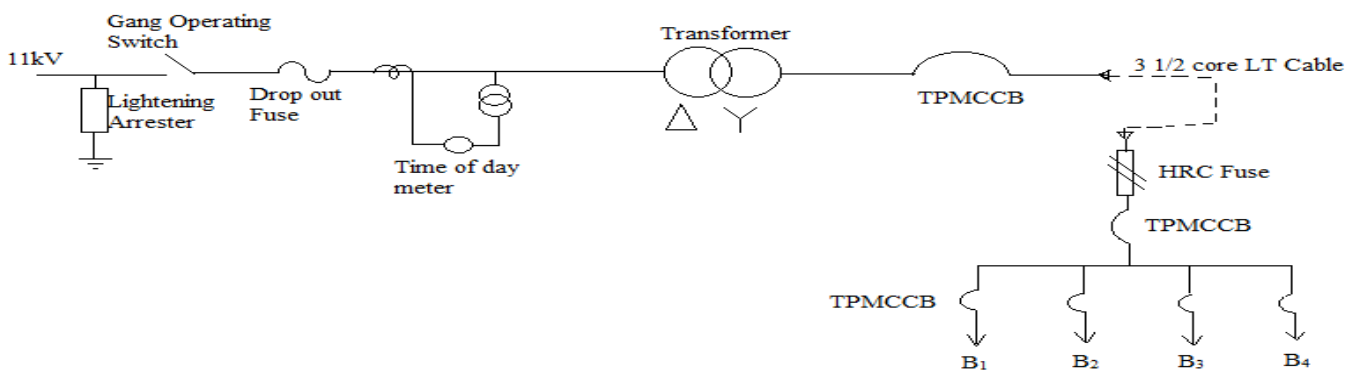 Gang Operating
Switch
11kV
Lightening
Arrester
Drop out
Fuse
Time of day
meter
Transformer
TPMCCB
3 1/2 core LT Cable
HRC Fuse
TPMCCB
TPMCCB
B₁
B₂
B₃
B₄